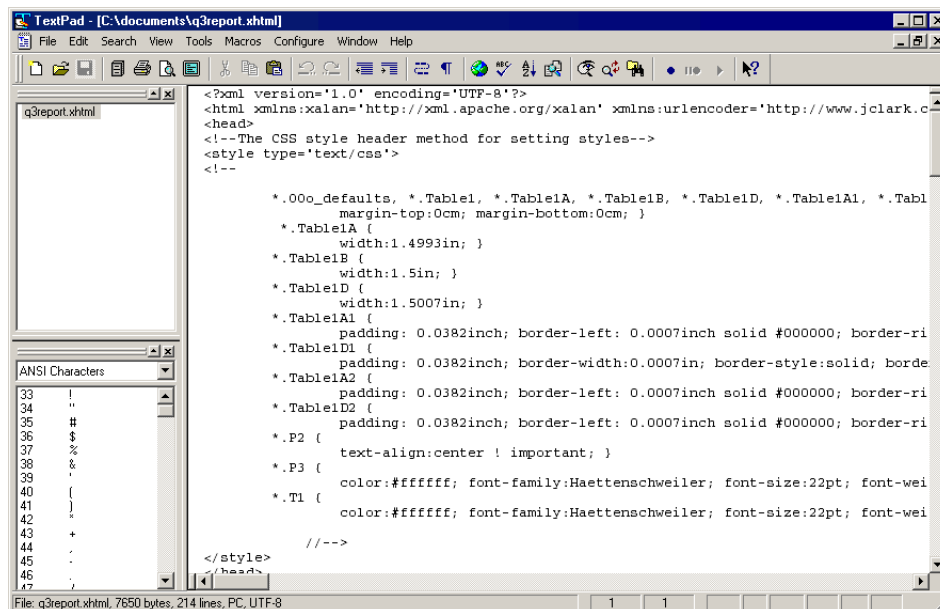 TextPad - [C:\documents\q3report.xhtml]
File Edit Search View Tools Macros Configure Window Help
q3report.xhtml
<?xml version="1.0" encoding="UTF-8"?>
<html xmlns:xalan="http://xml.apache.org/xalan" xmlns:urlencoder="http://www.jclark.c
<head>
<!--The CSS style header method for setting styles-->
<style type="text/css">
<!--
*.OOo_defaults, *.Table1, *.Table1A, *.Table1B, *.Table1D, *.Table1A1, *.Tabl
margin-top:0cm; margin-bottom:0cm; }
*.Table1A {
width:1.4993in; }
*.Table1B {
width:1.5in; }
*.Table1D {
width:1.5007in; }
*.Table1A1 {
padding: 0.0382inch; border-left: 0.0007inch solid #000000; border-ri
*.Table1D1 {
padding: 0.0382inch; border-width:0.0007in; border-style:solid; borde
*.Table1A2 {
padding: 0.0382inch; border-left: 0.0007inch solid #000000; border-ri
*.Table1D2 {
padding: 0.0382inch; border-left: 0.0007inch solid #000000; border-ri
*.P2 {
text-align:center ! important; }
*.P3 {
color:#ffffff; font-family:Haettenschweiler; font-size:22pt; font-wei
*.T1 {
color:#ffffff; font-family:Haettenschweiler; font-size:22pt; font-wei
//-->
</style>
</head>
ANSI Characters
33 !
34 "
35 #
36 $
37 %
38 &
39 '
40 (
41 )
42 *
43 +
44 ,
45 -
46 .
47 /
File: q3report.xhtml, 7650 bytes, 214 lines, PC, UTF-8
1 1